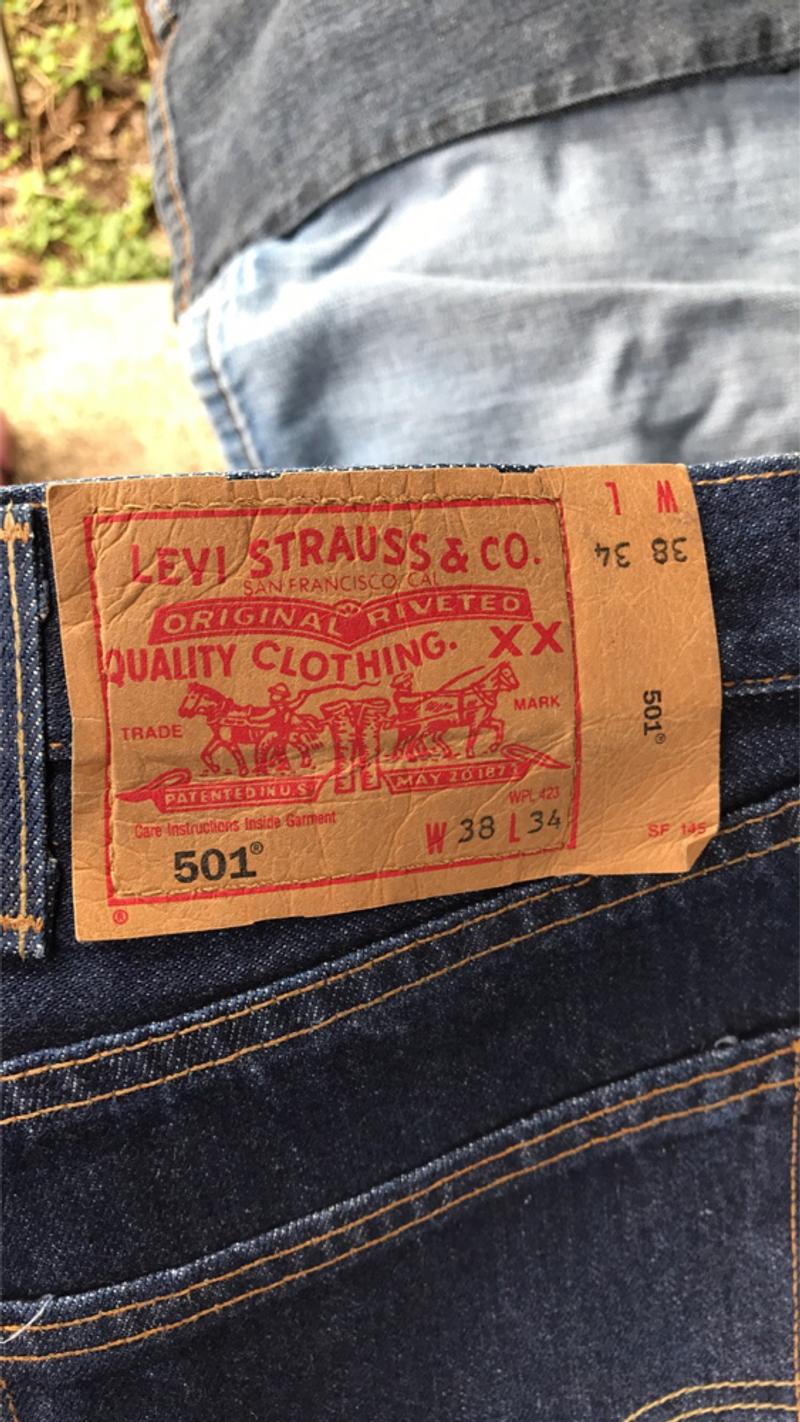 LEVI STRAUSS & CO.
SAN FRANCISCO, CAL
ORIGINAL RIVETED
QUALITY CLOTHING. XX
TRADE MARK
PATENTED IN U.S MAY 20 1873
WPL 423
Care Instructions Inside Garment
W 38 L 34
501®
®
W L
38 34
501®
SF 145